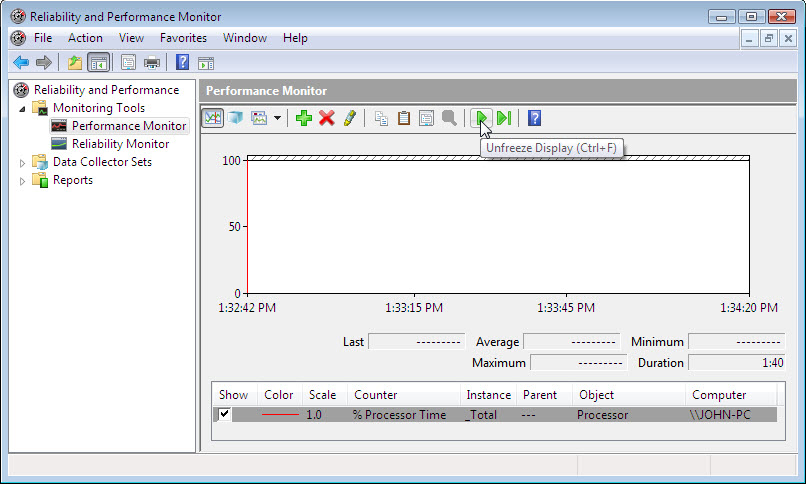 Reliability and Performance Monitor
File Action View Favorites Window Help
Reliability and Performance
Monitoring Tools
Performance Monitor
Reliability Monitor
Data Collector Sets
Reports
Performance Monitor
Unfreeze Display (Ctrl+F)
100
50
0
1:32:42 PM 1:33:15 PM 1:33:45 PM 1:34:20 PM
Last --------- Average --------- Minimum ---------
Maximum --------- Duration 1:40
Show Color Scale Counter Instance Parent Object Computer
1.0 % Processor Time _Total --- Processor \\JOHN-PC